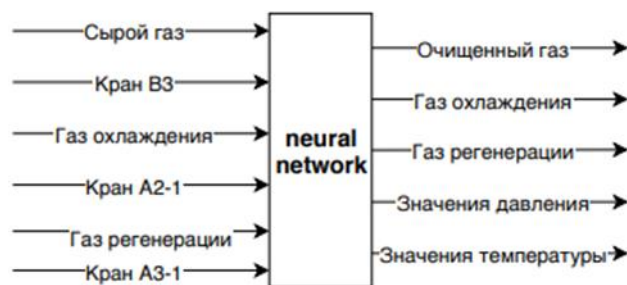 Сырой газ
Кран В3
Газ охлаждения
Кран А2-1
Газ регенерации
Кран А3-1
neural
network
Очищенный газ
Газ охлаждения
Газ регенерации
Значения давления
Значения температуры